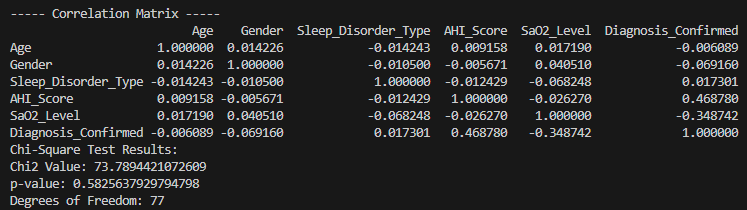 ----- Correlation Matrix -----
Age Gender Sleep_Disorder_Type AHI_Score SaO2_Level Diagnosis_Confirmed
Age 1.000000 0.014226 -0.014243 0.009158 0.017190 -0.006089
Gender 0.014226 1.000000 -0.010500 -0.005671 0.040510 -0.069160
Sleep_Disorder_Type -0.014243 -0.010500 1.000000 -0.012429 -0.068248 0.017301
AHI_Score 0.009158 -0.005671 -0.012429 1.000000 -0.026270 0.468780
SaO2_Level 0.017190 0.040510 -0.068248 -0.026270 1.000000 -0.348742
Diagnosis_Confirmed -0.006089 -0.069160 0.017301 0.468780 -0.348742 1.000000
Chi-Square Test Results:
Chi2 Value: 73.7894421072609
p-value: 0.5825637929794798
Degrees of Freedom: 77